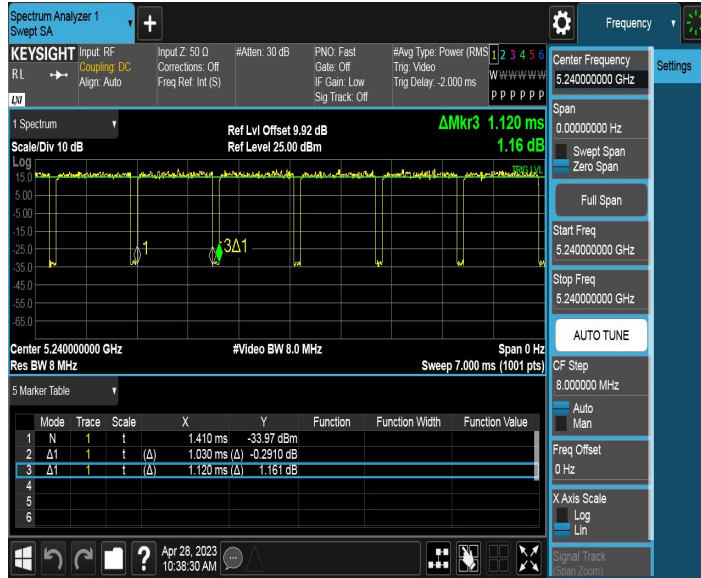 Spectrum Analyzer 1
Swept SA
+
Frequency
KEYSIGHT
RL
LXI
Input: RF
Coupling: DC
Align: Auto
Input Z: 50 Ω
Corrections: Off
Freq Ref: Int (S)
#Atten: 30 dB
PNO: Fast
Gate: Off
IF Gain: Low
Sig Track: Off
#Avg Type: Power (RMS
Trig: Video
Trig Delay: -2.000 ms
1 2 3 4 5 6
W W W W W W
P P P P P P
1 Spectrum
Scale/Div 10 dB
Ref Lvl Offset 9.92 dB
Ref Level 25.00 dBm
ΔMkr3 1.120 ms
1.16 dB
Log
TRIG LVL
15.0
5.00
-5.00
-15.0
-25.0
-35.0
-45.0
-55.0
-65.0
1
3Δ1
Center 5.240000000 GHz
Res BW 8 MHz
#Video BW 8.0 MHz
Span 0 Hz
Sweep 7.000 ms (1001 pts)
5 Marker Table
Mode Trace Scale X Y Function Function Width Function Value
1 N 1 t 1.410 ms -33.97 dBm
2 Δ1 1 t (Δ) 1.030 ms (Δ) -0.2910 dB
3 Δ1 1 t (Δ) 1.120 ms (Δ) 1.161 dB
4
5
6
Apr 28, 2023
10:38:30 AM
?
Center Frequency
5.240000000 GHz
Settings
Span
0.00000000 Hz
Swept Span
Zero Span
Full Span
Start Freq
5.240000000 GHz
Stop Freq
5.240000000 GHz
AUTO TUNE
CF Step
8.000000 MHz
Auto
Man
Freq Offset
0 Hz
X Axis Scale
Log
Lin
Signal Track
(Span Zoom)